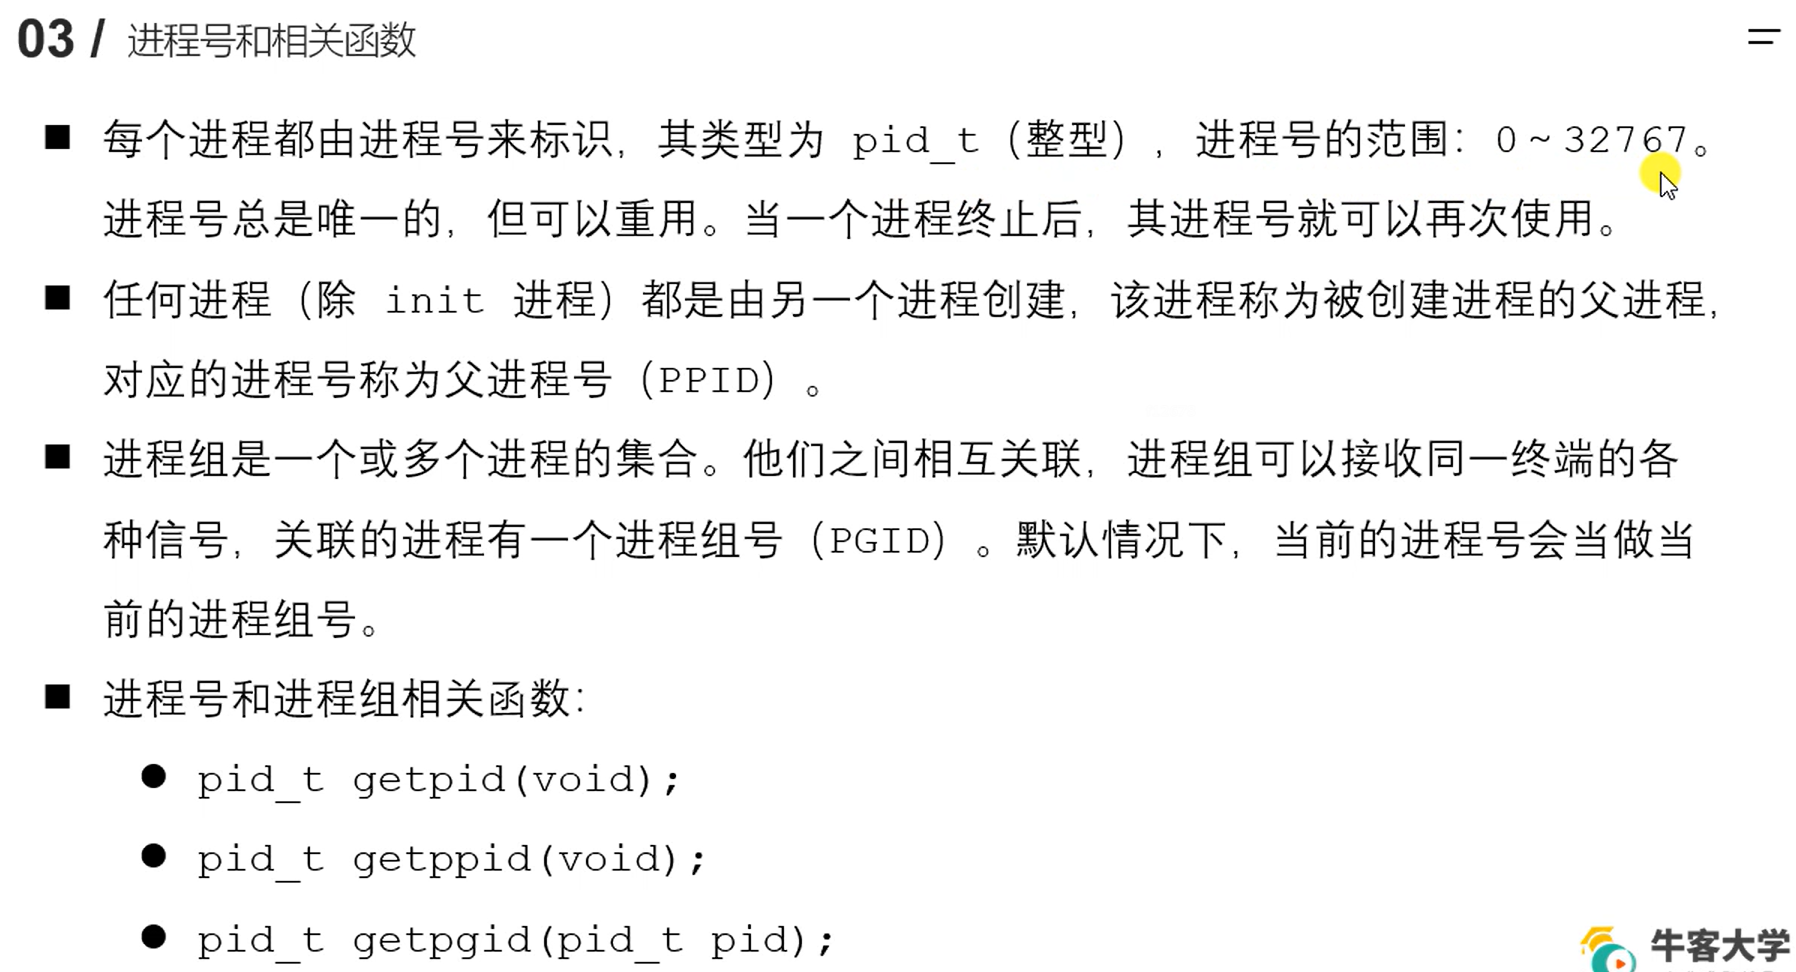 03 / 进程号和相关函数
■ 每个进程都由进程号来标识，其类型为 pid_t（整型），进程号的范围：0～32767。
进程号总是唯一的，但可以重用。当一个进程终止后，其进程号就可以再次使用。
■ 任何进程（除 init 进程）都是由另一个进程创建，该进程称为被创建进程的父进程，
对应的进程号称为父进程号（PPID）。
■ 进程组是一个或多个进程的集合。他们之间相互关联，进程组可以接收同一终端的各
种信号，关联的进程有一个进程组号（PGID）。默认情况下，当前的进程号会当做当
前的进程组号。
■ 进程号和进程组相关函数：
● pid_t getpid(void);
● pid_t getppid(void);
● pid_t getpgid(pid_t pid);
牛客大学